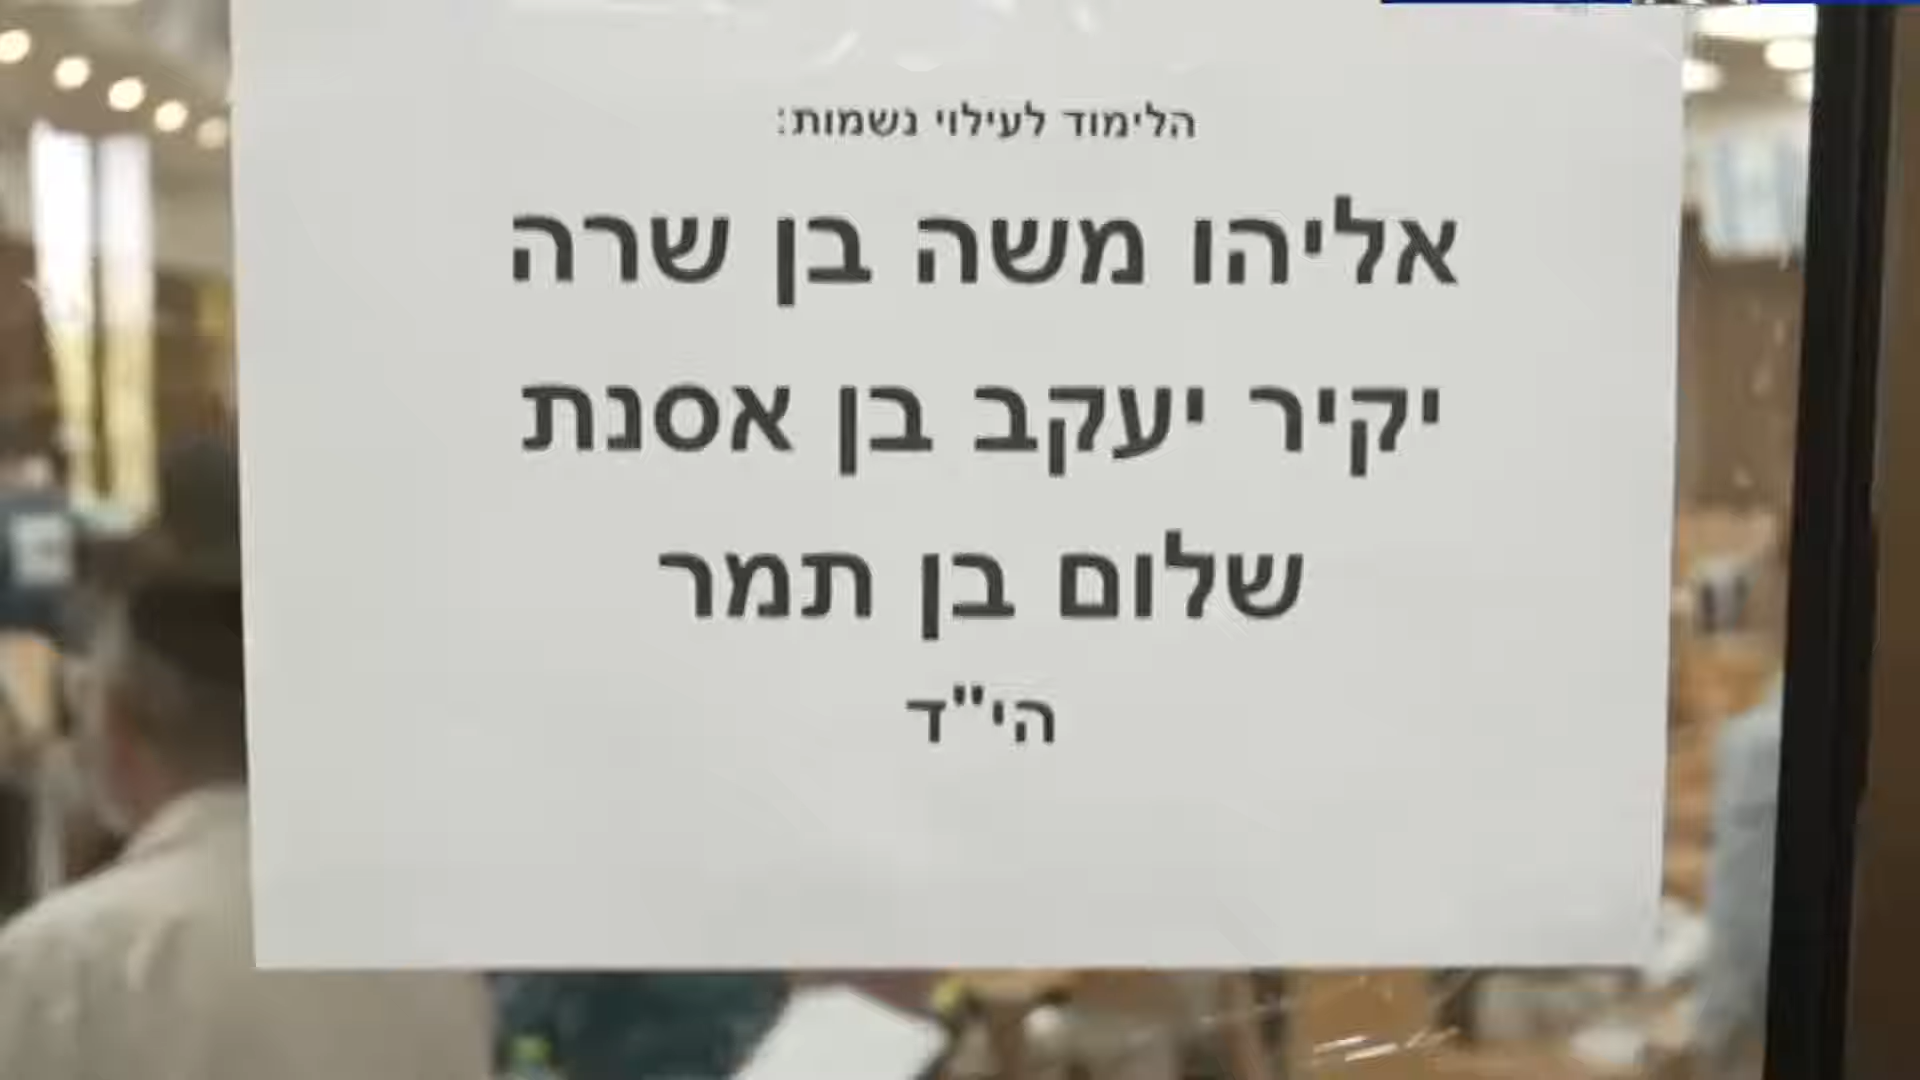 הלימוד לעילוי נשמות:
אליהו משה בן שרה
יקיר יעקב בן אסנת
שלום בן תמר
הי"ד